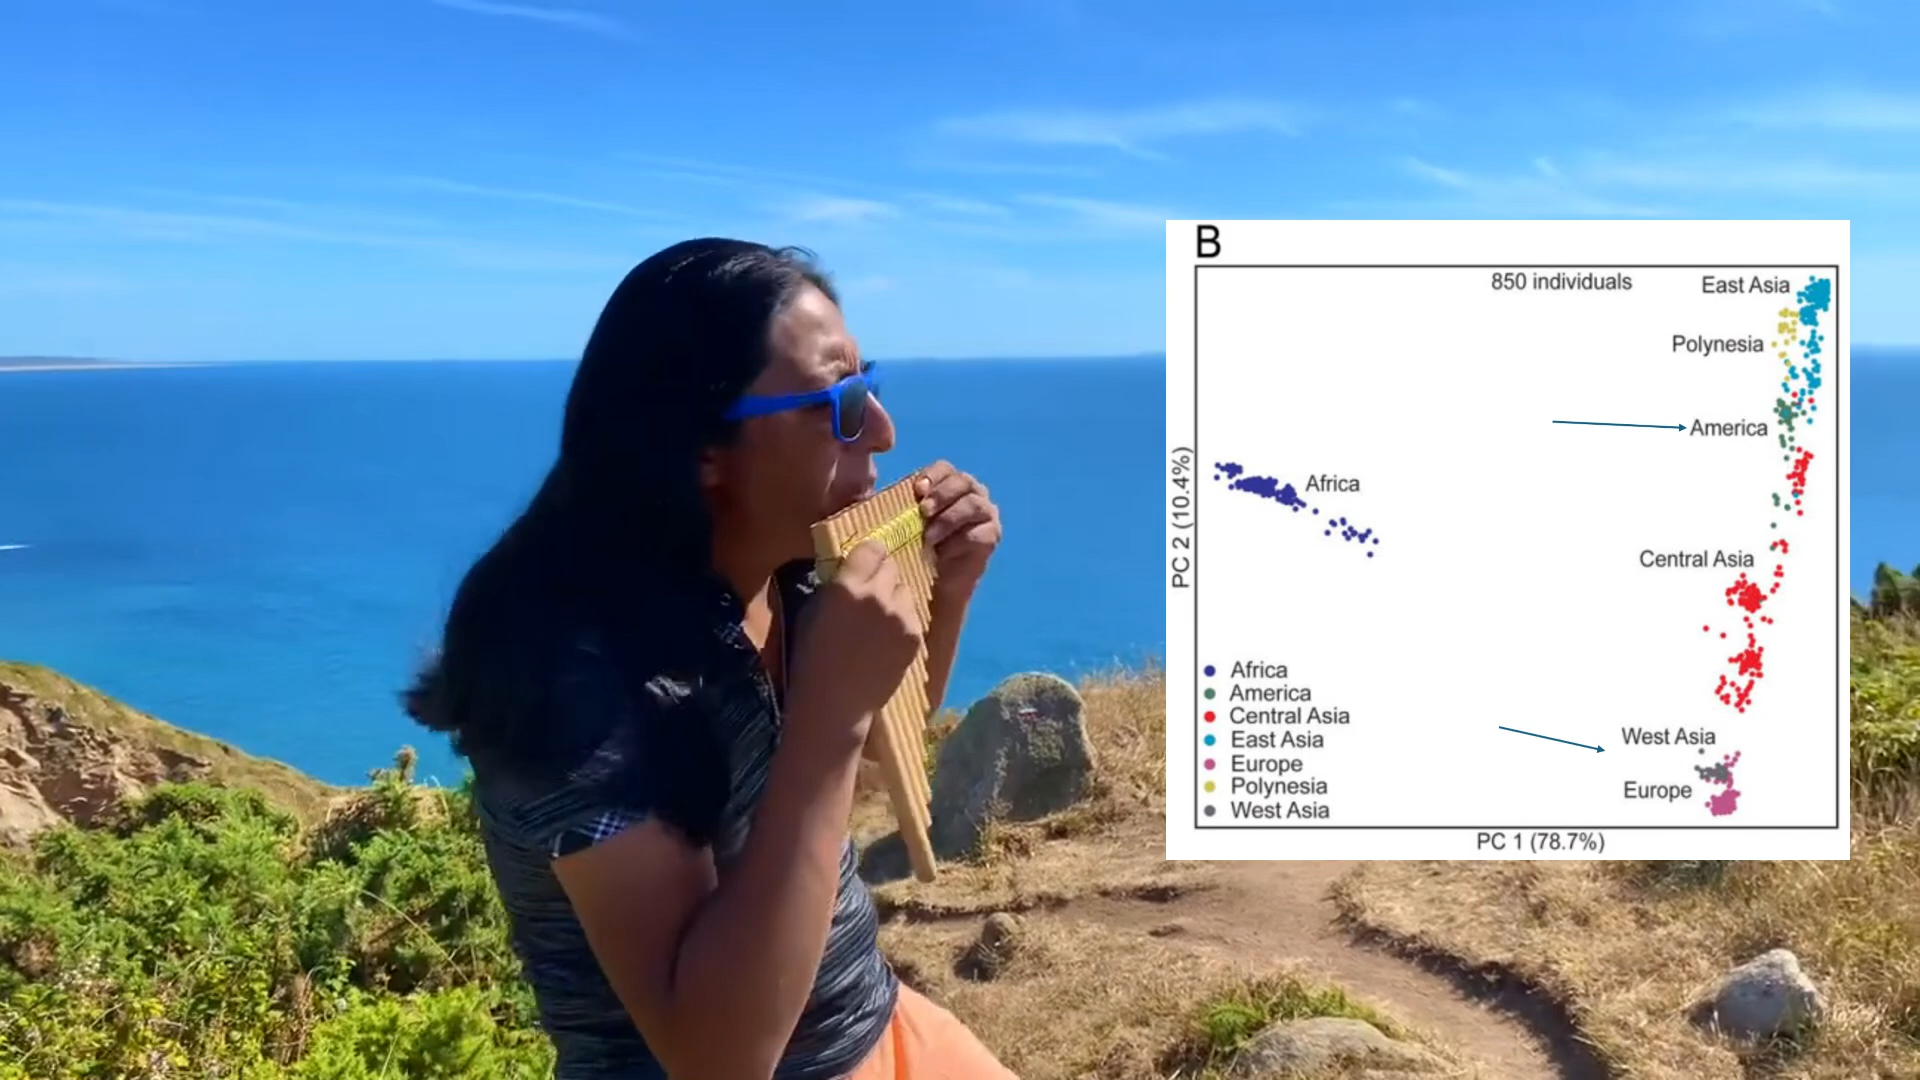 B
850 individuals
East Asia
Polynesia
America
Africa
Central Asia
West Asia
Europe
Africa
America
Central Asia
East Asia
Europe
Polynesia
West Asia
PC 2 (10.4%)
PC 1 (78.7%)